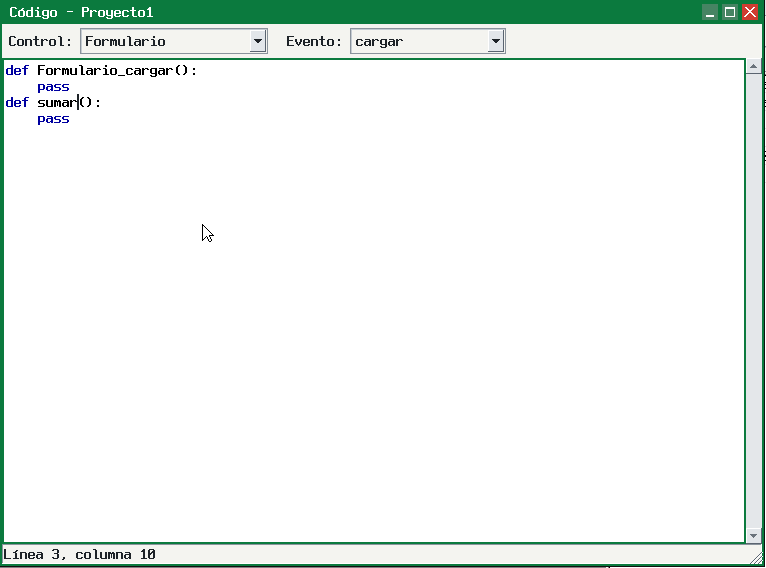 Código - Proyecto1
Control: Formulario Evento: cargar
def Formulario_cargar():
    pass
def sumar():
    pass
Línea 3, columna 10